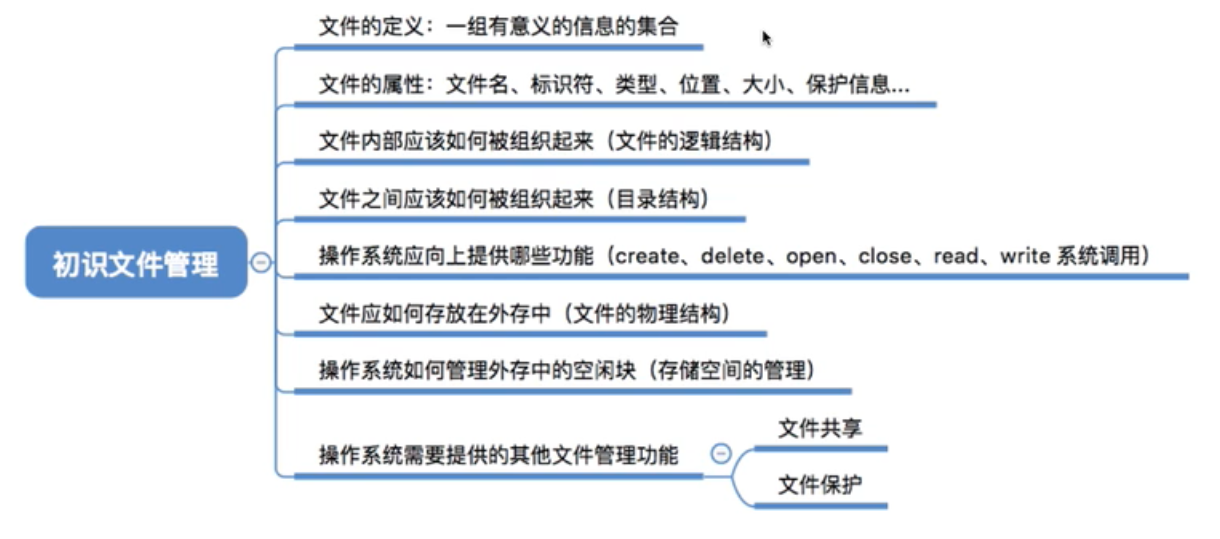 文件的定义：一组有意义的信息的集合
文件的属性：文件名、标识符、类型、位置、大小、保护信息...
文件内部应该如何被组织起来（文件的逻辑结构）
文件之间应该如何被组织起来（目录结构）
初识文件管理
操作系统应向上提供哪些功能（create、delete、open、close、read、write 系统调用）
文件应如何存放在外存中（文件的物理结构）
操作系统如何管理外存中的空闲块（存储空间的管理）
操作系统需要提供的其他文件管理功能
文件共享
文件保护